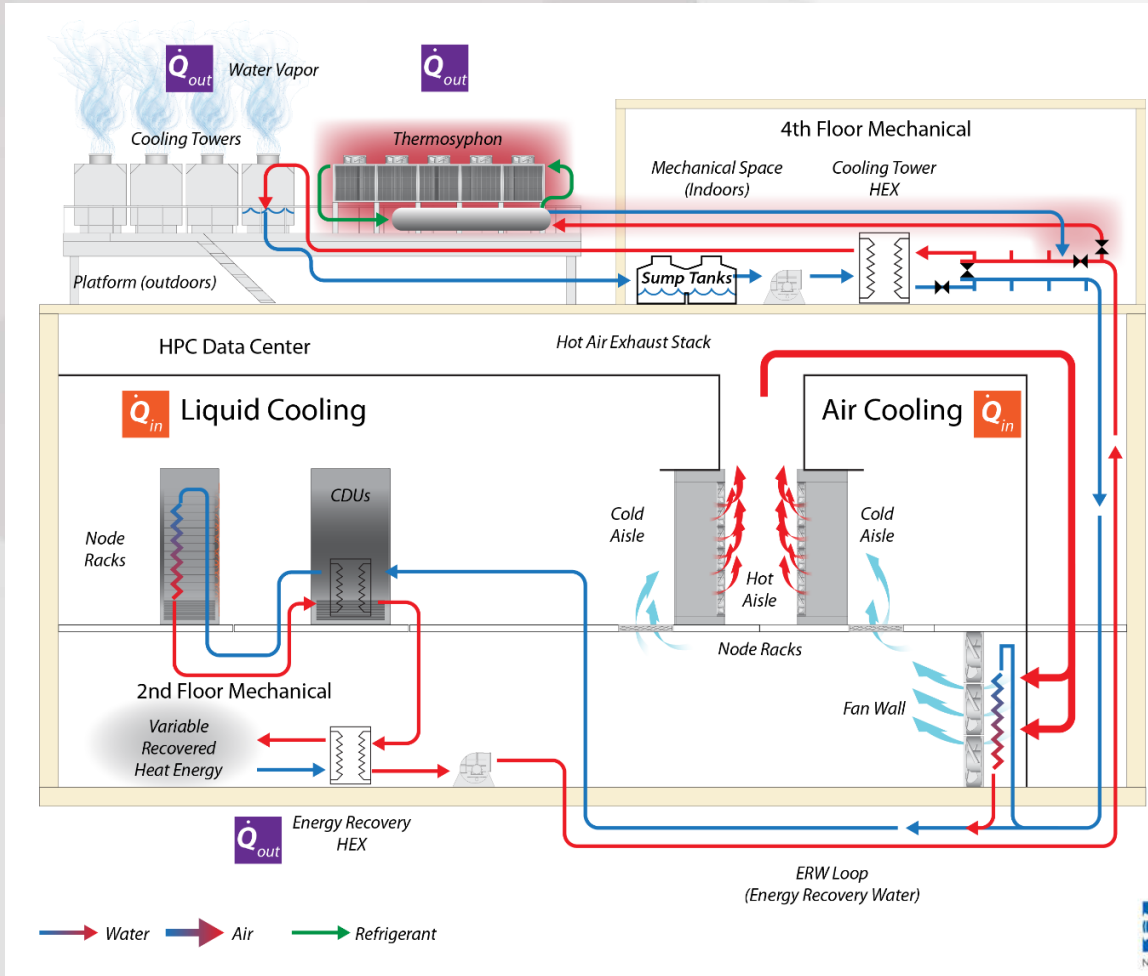 Q̇out
Water Vapor
Q̇out
Cooling Towers
Thermosyphon
4th Floor Mechanical
Mechanical Space
(Indoors)
Cooling Tower
HEX
Platform (outdoors)
Sump Tanks
HPC Data Center
Hot Air Exhaust Stack
Q̇in
Liquid Cooling
Air Cooling
Q̇in
CDUs
Node
Racks
Cold
Aisle
Cold
Aisle
Hot
Aisle
Node Racks
2nd Floor Mechanical
Variable
Recovered
Heat Energy
Fan Wall
Q̇out
Energy Recovery
HEX
ERW Loop
(Energy Recovery Water)
Water
Air
Refrigerant